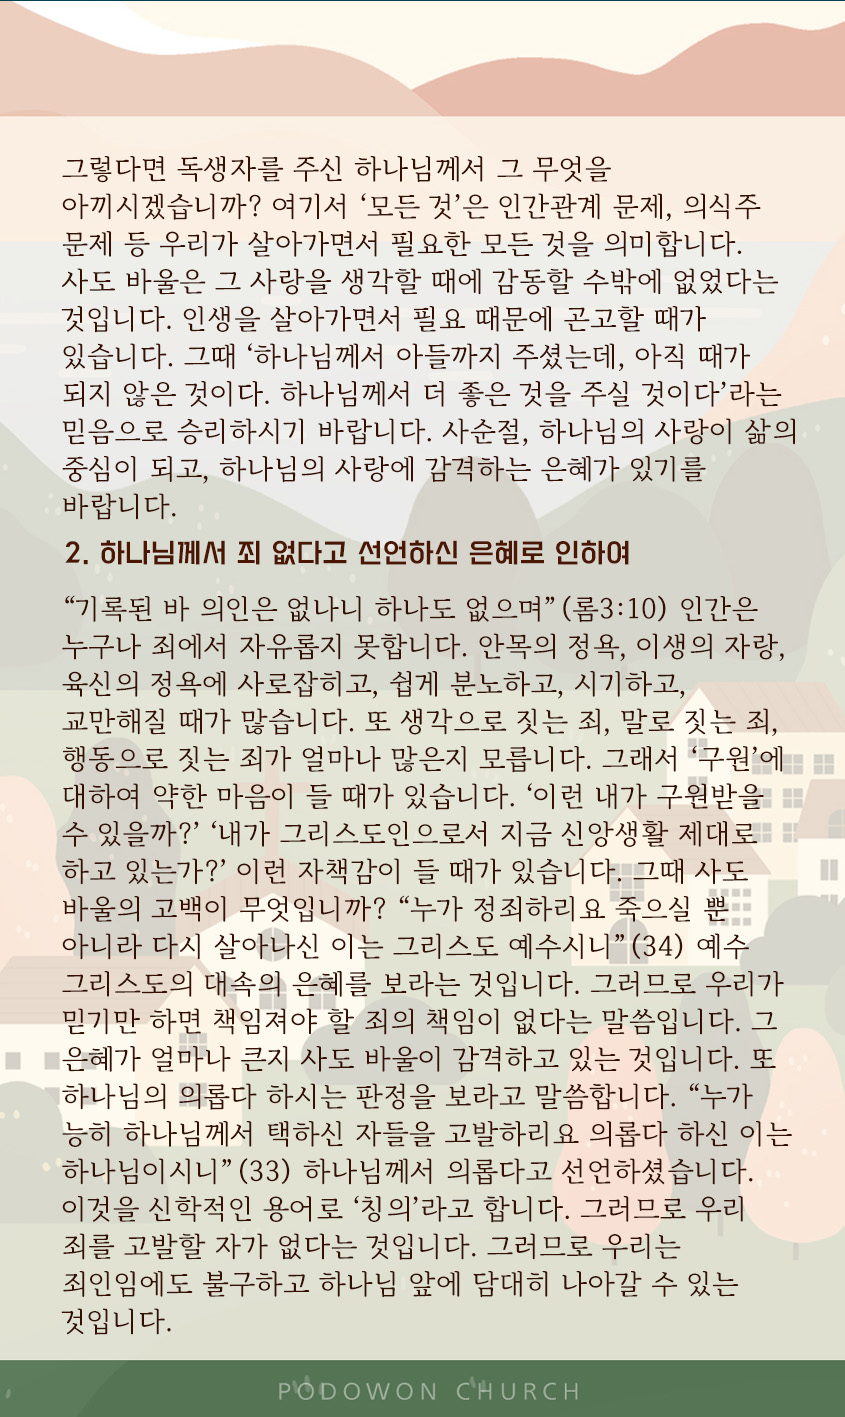 그렇다면 독생자를 주신 하나님께서 그 무엇을
아끼시겠습니까? 여기서 ‘모든 것’은 인간관계 문제, 의식주
문제 등 우리가 살아가면서 필요한 모든 것을 의미합니다.
사도 바울은 그 사랑을 생각할 때에 감동할 수밖에 없었다는
것입니다. 인생을 살아가면서 필요 때문에 곤고할 때가
있습니다. 그때 ‘하나님께서 아들까지 주셨는데, 아직 때가
되지 않은 것이다. 하나님께서 더 좋은 것을 주실 것이다’라는
믿음으로 승리하시기 바랍니다. 사순절, 하나님의 사랑이 삶의
중심이 되고, 하나님의 사랑에 감격하는 은혜가 있기를
바랍니다.
2. 하나님께서 죄 없다고 선언하신 은혜로 인하여
“기록된 바 의인은 없나니 하나도 없으며”(롬3:10) 인간은
누구나 죄에서 자유롭지 못합니다. 안목의 정욕, 이생의 자랑,
육신의 정욕에 사로잡히고, 쉽게 분노하고, 시기하고,
교만해질 때가 많습니다. 또 생각으로 짓는 죄, 말로 짓는 죄,
행동으로 짓는 죄가 얼마나 많은지 모릅니다. 그래서 ‘구원’에
대하여 약한 마음이 들 때가 있습니다. ‘이런 내가 구원받을
수 있을까?’ ‘내가 그리스도인으로서 지금 신앙생활 제대로
하고 있는가?’ 이런 자책감이 들 때가 있습니다. 그때 사도
바울의 고백이 무엇입니까? “누가 정죄하리요 죽으실 뿐
아니라 다시 살아나신 이는 그리스도 예수시니”(34) 예수
그리스도의 대속의 은혜를 보라는 것입니다. 그러므로 우리가
믿기만 하면 책임져야 할 죄의 책임이 없다는 말씀입니다. 그
은혜가 얼마나 큰지 사도 바울이 감격하고 있는 것입니다. 또
하나님의 의롭다 하시는 판정을 보라고 말씀합니다. “누가
능히 하나님께서 택하신 자들을 고발하리요 의롭다 하신 이는
하나님이시니”(33) 하나님께서 의롭다고 선언하셨습니다.
이것을 신학적인 용어로 ‘칭의’라고 합니다. 그러므로 우리
죄를 고발할 자가 없다는 것입니다. 그러므로 우리는
죄인임에도 불구하고 하나님 앞에 담대히 나아갈 수 있는
것입니다.
PODOWON CHURCH